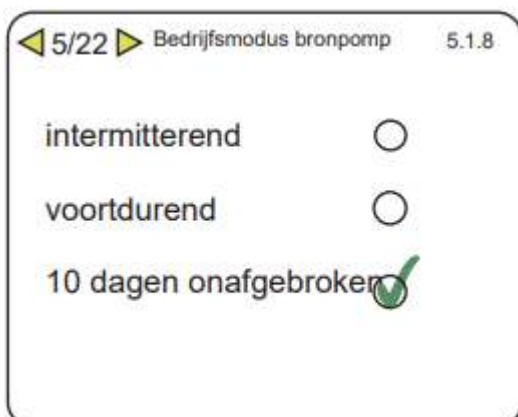 5/22 Bedrijfsmodus bronpomp 5.1.8
intermitterend
voortdurend
10 dagen onafgebroken